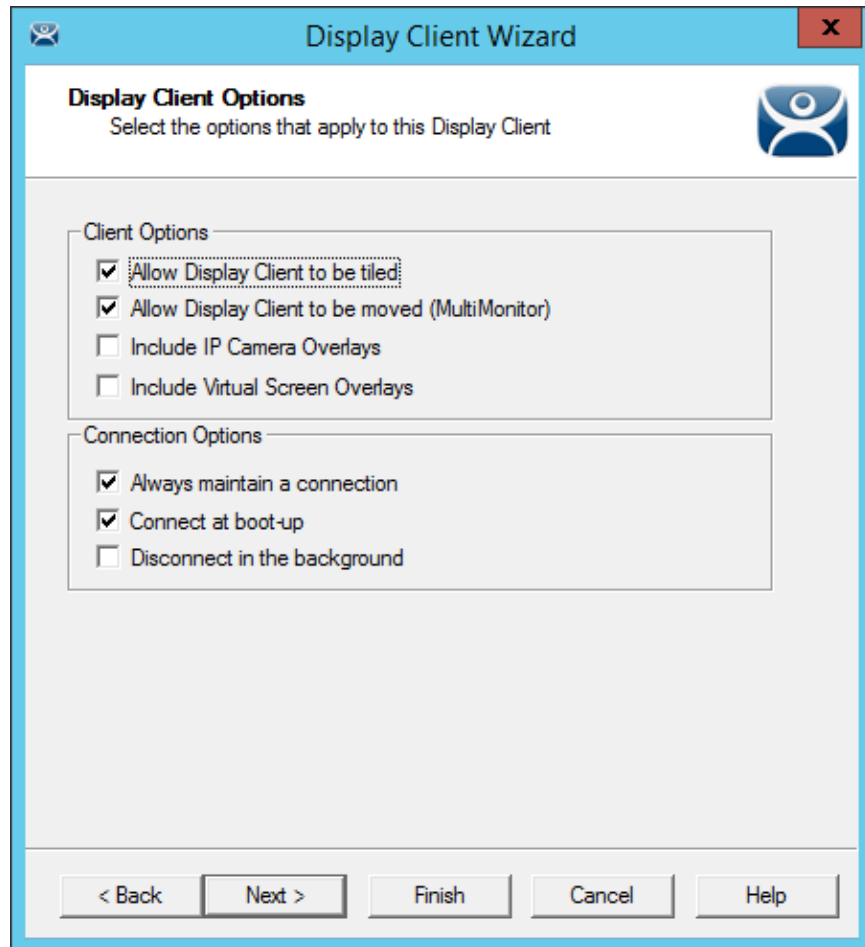 Display Client Wizard
x
Display Client Options
Select the options that apply to this Display Client
Client Options
Allow Display Client to be tiled
Allow Display Client to be moved (MultiMonitor)
Include IP Camera Overlays
Include Virtual Screen Overlays
Connection Options
Always maintain a connection
Connect at boot-up
Disconnect in the background
< Back Next > Finish Cancel Help